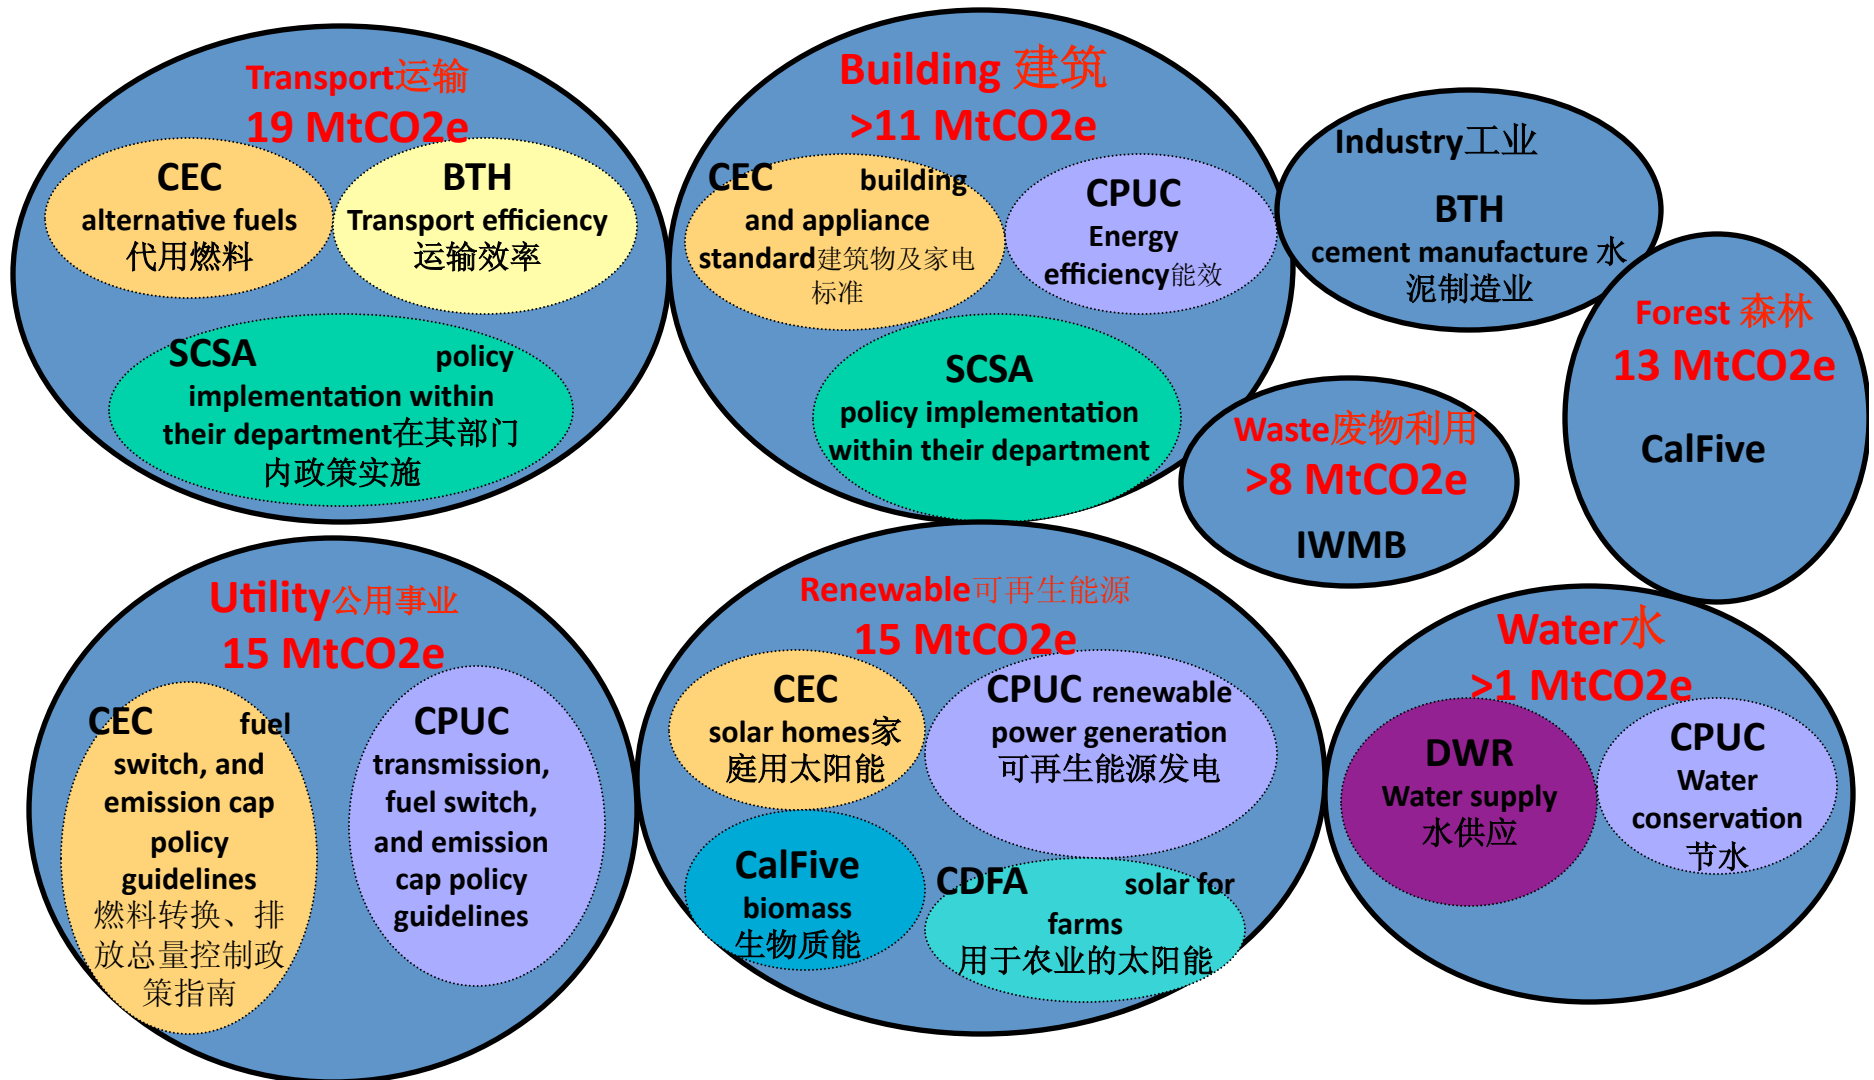 Transport运输
19 MtCO2e
CEC
alternative fuels
代用燃料
BTH
Transport efficiency
运输效率
SCSA policy
implementation within
their department在其部门
内政策实施
Building 建筑
>11 MtCO2e
CEC building
and appliance
standard建筑物及家电
标准
CPUC
Energy
efficiency能效
SCSA
policy implementation
within their department
Industry工业
BTH
cement manufacture 水
泥制造业
Forest 森林
13 MtCO2e
CalFive
Waste废物利用
>8 MtCO2e
IWMB
Utility公用事业
15 MtCO2e
CEC fuel
switch, and
emission cap
policy
guidelines
燃料转换、排
放总量控制政
策指南
CPUC
transmission,
fuel switch,
and emission
cap policy
guidelines
Renewable可再生能源
15 MtCO2e
CEC
solar homes家
庭用太阳能
CPUC renewable
power generation
可再生能源发电
CalFive
biomass
生物质能
CDFA solar for
farms
用于农业的太阳能
Water水
>1 MtCO2e
DWR
Water supply
水供应
CPUC
Water
conservation
节水